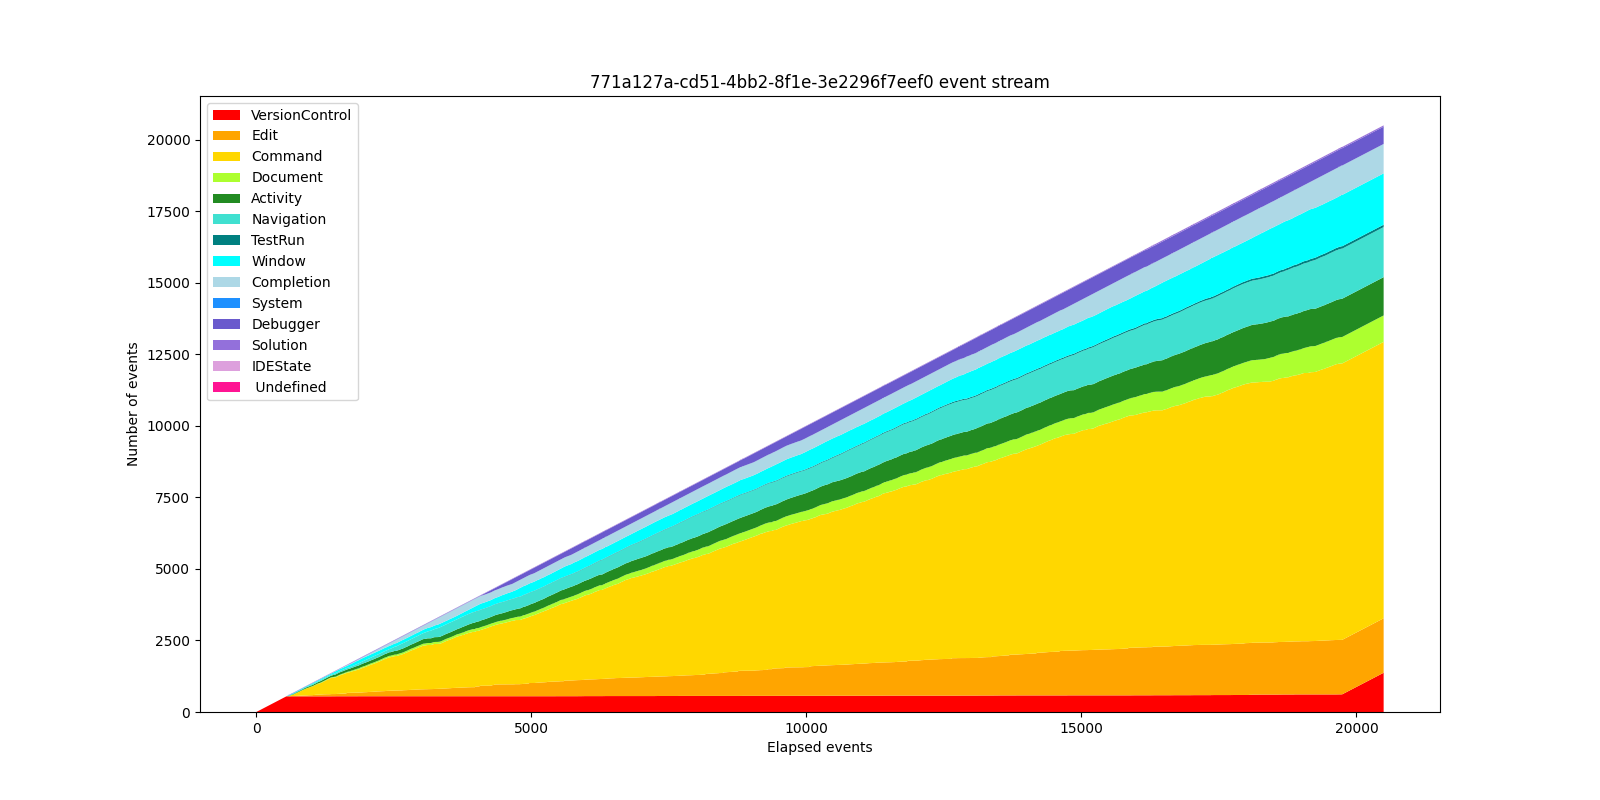 771a127a-cd51-4bb2-8f1e-3e2296f7eef0 event stream
VersionControl
Edit
Command
Document
Activity
Navigation
TestRun
Window
Completion
System
Debugger
Solution
IDEState
Undefined
Number of events
20000
17500
15000
12500
10000
7500
5000
2500
0
0 5000 10000 15000 20000
Elapsed events